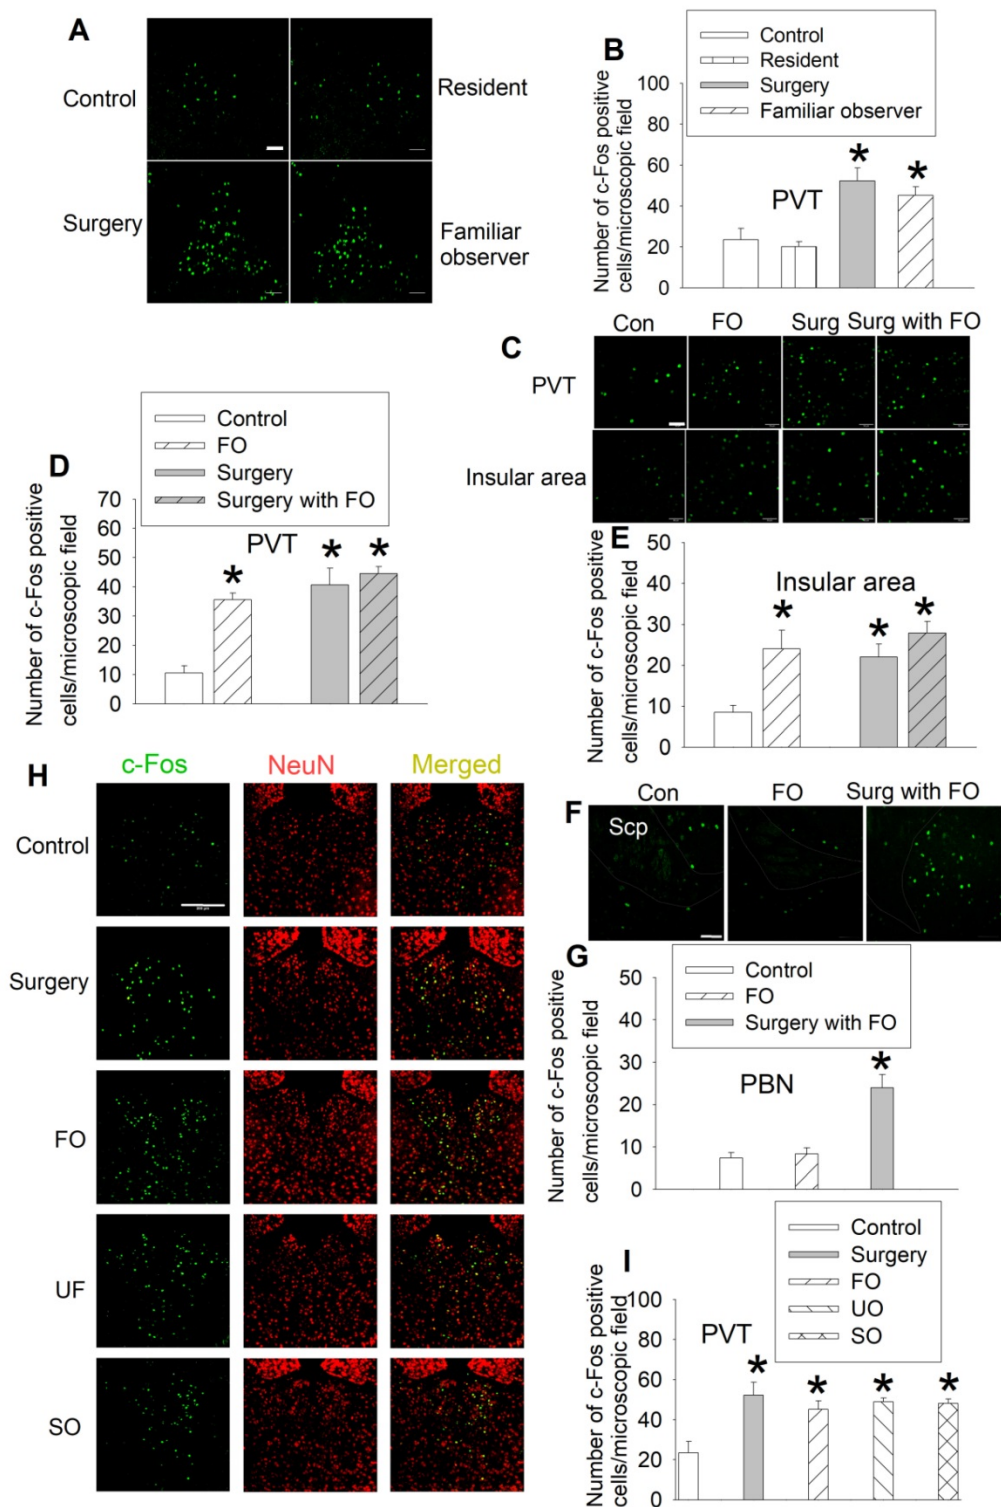 A
Control
Resident
Surgery
Familiar
observer
B
Control
Resident
Surgery
Familiar observer
Number of c-Fos positive
cells/microscopic field
100
80
60
40
20
0
PVT
*
*
C
Con FO Surg Surg with FO
PVT
Insular area
D
Control
FO
Surgery
Surgery with FO
Number of c-Fos positive
cells/microscopic field
70
60
50
40
30
20
10
0
PVT
*
*
*
E
Number of c-Fos positive
cells/microscopic field
50
40
30
20
10
0
Insular area
*
*
*
H
c-Fos NeuN Merged
Control
Surgery
FO
UF
SO
F
Con FO Surg with FO
Scp
G
Control
FO
Surgery with FO
Number of c-Fos positive
cells/microscopic field
50
40
30
20
10
0
PBN
*
I
Control
Surgery
FO
UO
SO
Number of c-Fos positive
cells/microscopic field
100
80
60
40
20
0
PVT
*
*
*
*